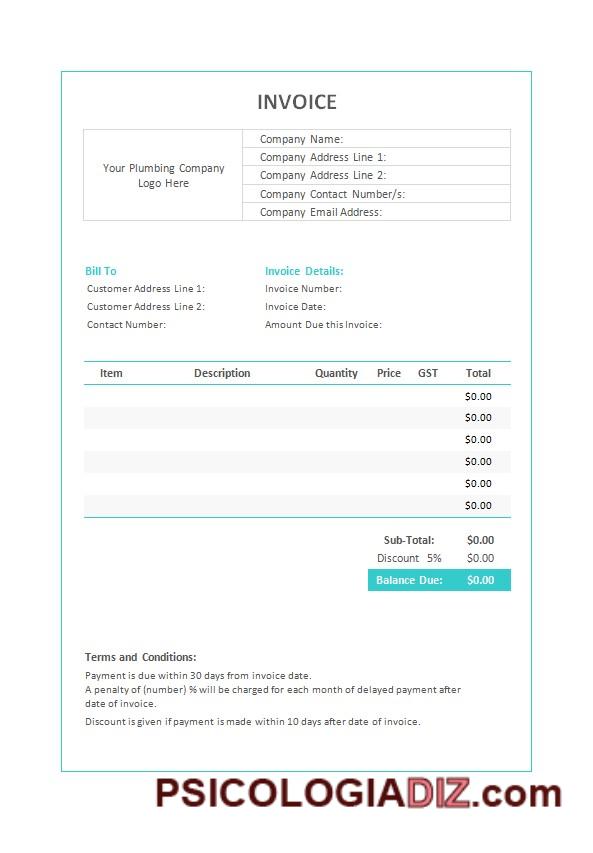 INVOICE
Your Plumbing Company
Logo Here
Company Name:
Company Address Line 1:
Company Address Line 2:
Company Contact Number/s:
Company Email Address:
Bill To
Customer Address Line 1:
Customer Address Line 2:
Contact Number:
Invoice Details:
Invoice Number:
Invoice Date:
Amount Due this Invoice:
Item Description Quantity Price GST Total
$0.00
$0.00
$0.00
$0.00
$0.00
$0.00
Sub-Total: $0.00
Discount 5% $0.00
Balance Due: $0.00
Terms and Conditions:
Payment is due within 30 days from invoice date.
A penalty of (number) % will be charged for each month of delayed payment after
date of invoice.
Discount is given if payment is made within 10 days after date of invoice.
PSICOLOGIADIZ.com